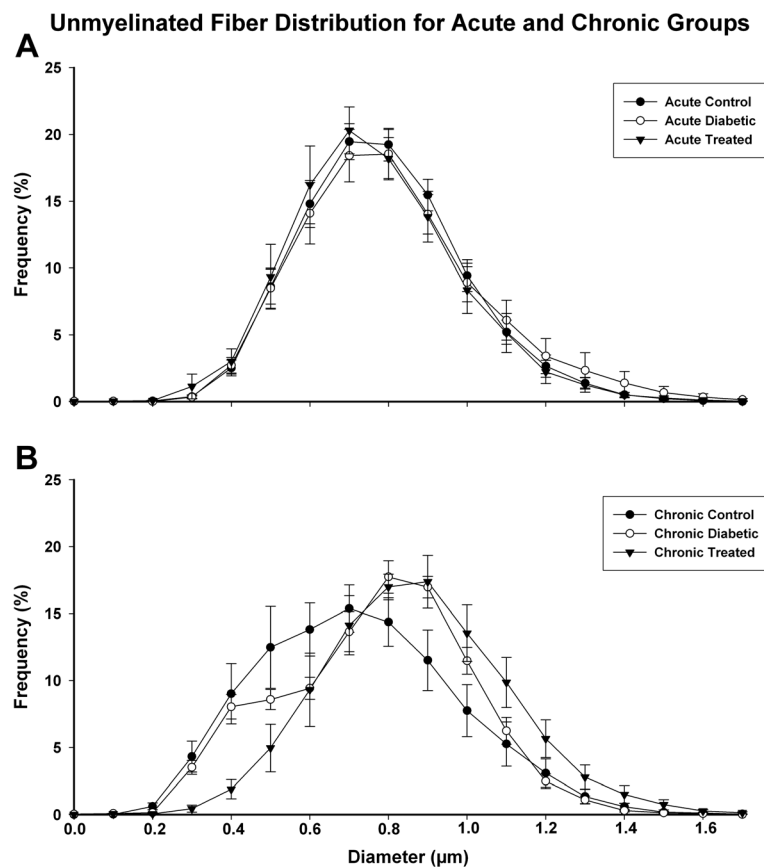 Unmyelinated Fiber Distribution for Acute and Chronic Groups
A
25
20
15
10
5
0
Frequency (%)
Acute Control
Acute Diabetic
Acute Treated
B
25
20
15
10
5
0
Frequency (%)
Chronic Control
Chronic Diabetic
Chronic Treated
0.0 0.2 0.4 0.6 0.8 1.0 1.2 1.4 1.6
Diameter (µm)